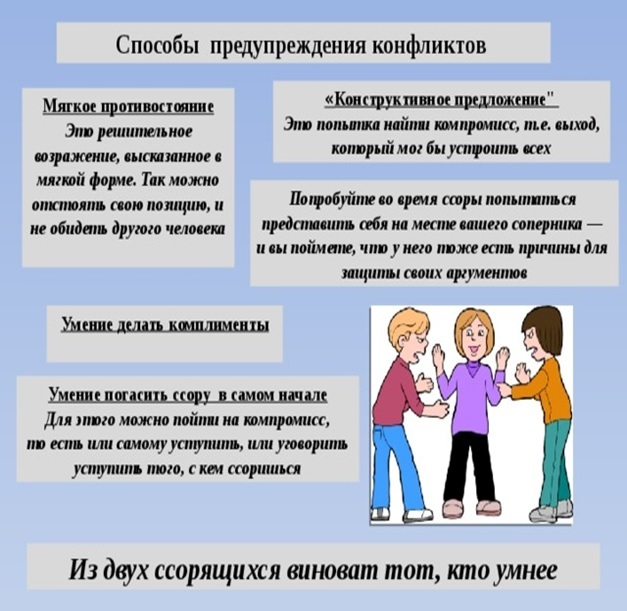 Способы предупреждения конфликтов
Мягкое противостояние
Это решительное
возражение, высказанное в
мягкой форме. Так можно
отстоять свою позицию, и
не обидеть другого человека
«Конструктивное предложение"
Это попытка найти компромисс, т.е. выход,
который мог бы устроить всех
Попробуйте во время ссоры попытаться
представить себя на месте вашего соперника —
и вы поймете, что у него тоже есть причины для
защиты своих аргументов
Умение делать комплименты
Умение погасить ссору в самом начале
Для этого можно пойти на компромисс,
то есть или самому уступить, или уговорить
уступить того, с кем ссоришься
Из двух ссорящихся виноват тот, кто умнее